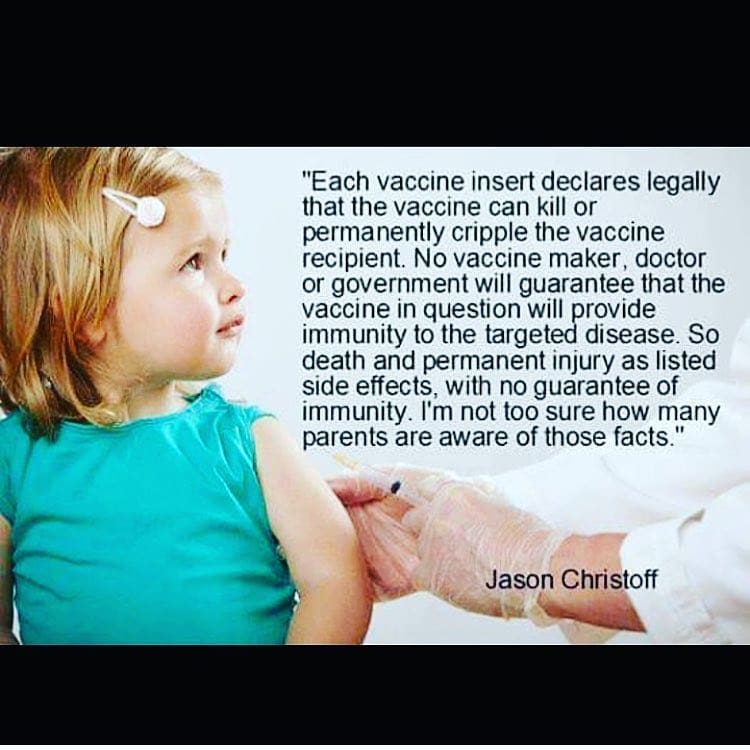 "Each vaccine insert declares legally
that the vaccine can kill or
permanently cripple the vaccine
recipient. No vaccine maker, doctor
or government will guarantee that the
vaccine in question will provide
immunity to the targeted disease. So
death and permanent injury as listed
side effects, with no guarantee of
immunity. I'm not too sure how many
parents are aware of those facts."
Jason Christoff